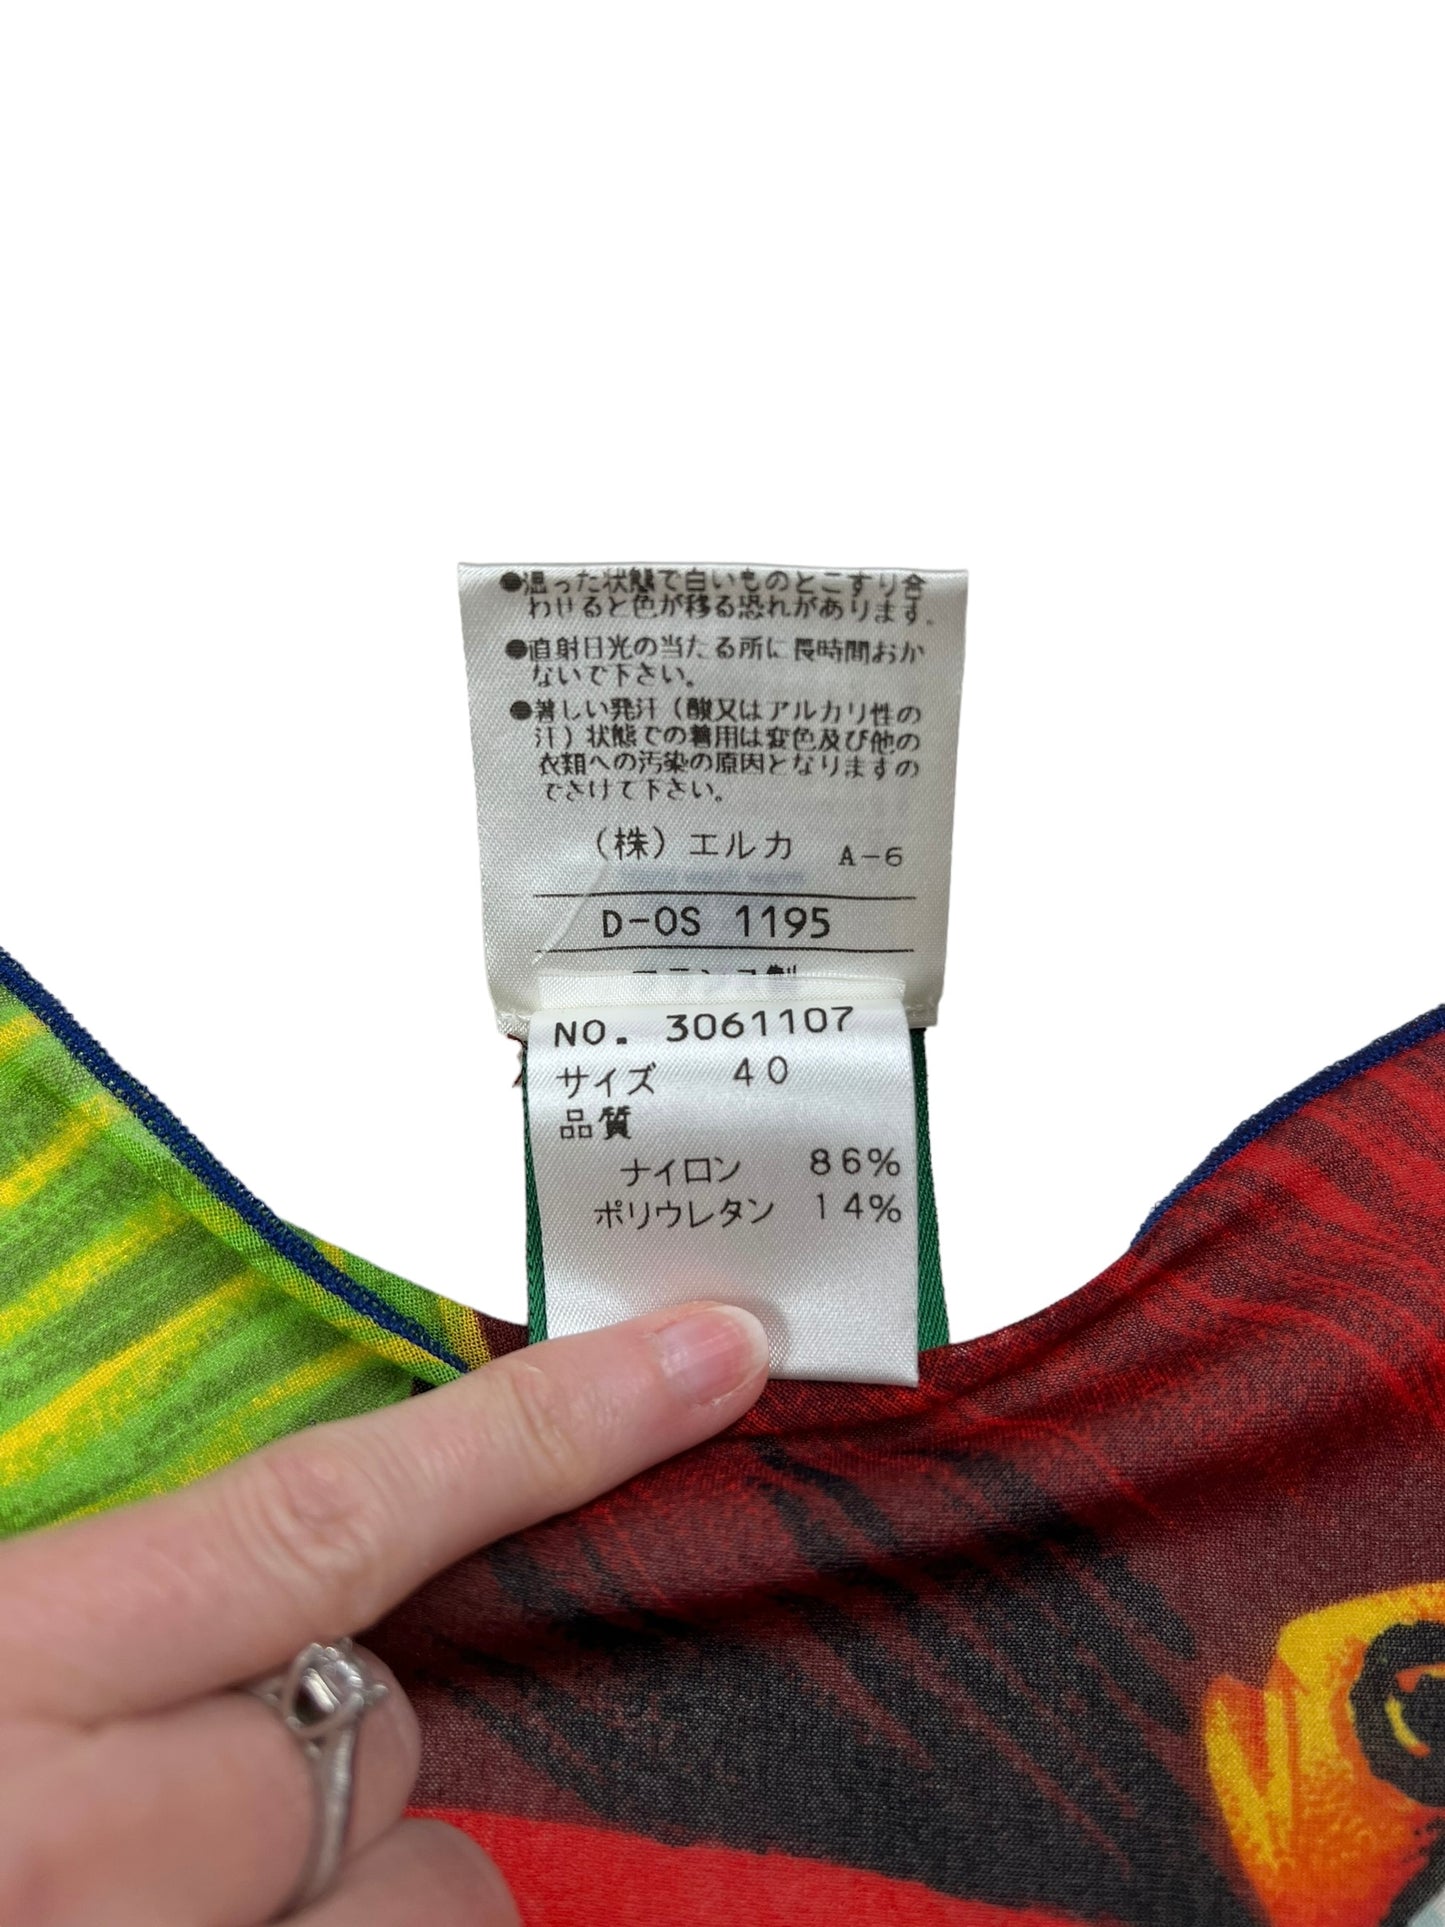 ●湿った状態で白いものとこすり合
わせると色が移る恐れがあります。
●直射日光の当たる所に長時間おか
ないで下さい。
●著しい発汗（酸又はアルカリ性の
汗）状態での着用は変色及び他の
衣類への汚染の原因となりますの
でさけて下さい。
（株）エルカ A-6
D-OS 1195
フランス製
NO. 3061107
サイズ 40
品質
ナイロン 86%
ポリウレタン 14%